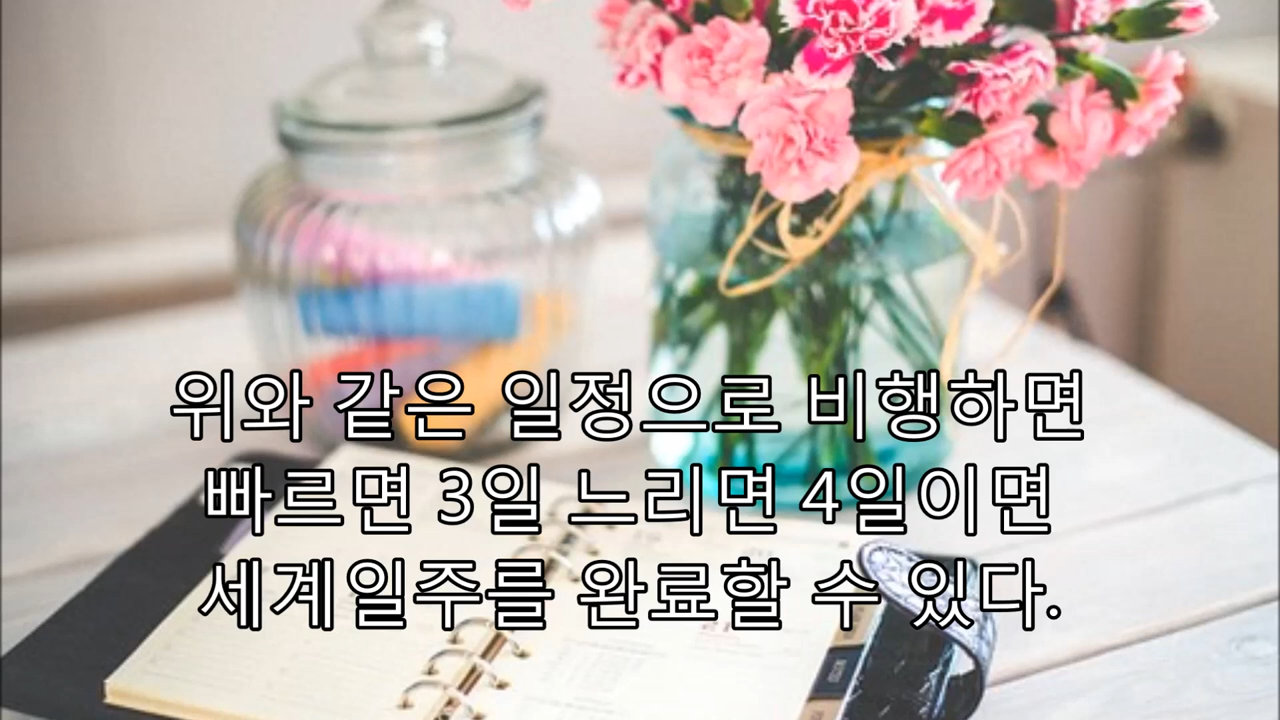 위와 같은 일정으로 비행하면
빠르면 3일 느리면 4일이면
세계일주를 완료할 수 있다.